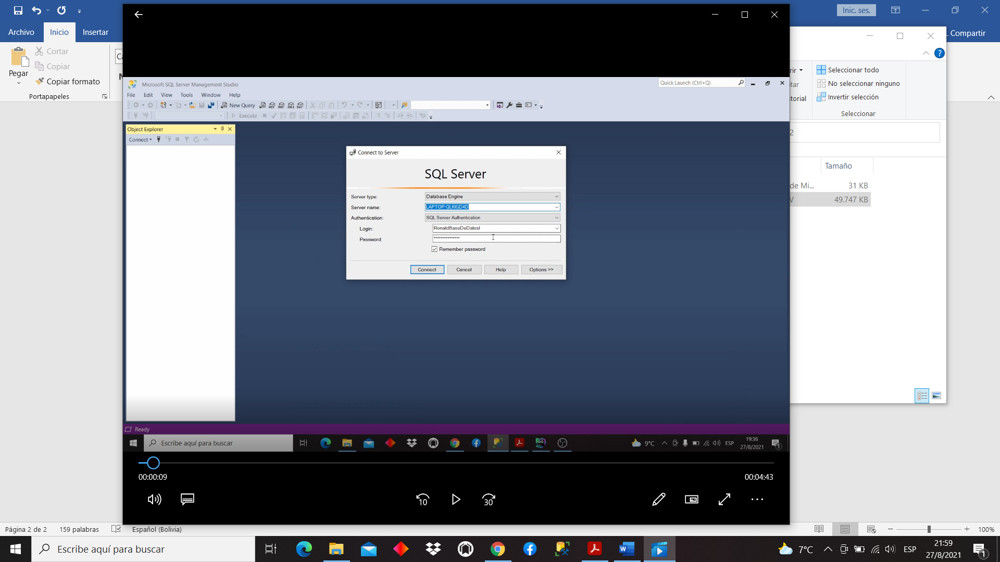 Inic. ses.
Archivo
Inicio
Insertar
Compartir
Cortar
Copiar
Pegar
Copiar formato
Portapapeles
Microsoft SQL Server Management Studio
Quick Launch (Ctrl+Q)
File Edit View Tools Window Help
New Query
Execute
Object Explorer
Connect
Connect to Server
SQL Server
Server type: Database Engine
Server name: LAPTOP-QLKIGD4D
Authentication: SQL Server Authentication
Login: RonaldBaseDeDatosI
Password: ***************
Remember password
Connect Cancel Help Options >>
Ready
Escribe aquí para buscar
9°C
ESP
19:36
27/8/2021
1
00:00:09
00:04:43
10
30
Seleccionar todo
No seleccionar ninguno
Invertir selección
Seleccionar
2
Tamaño
de Mi...
31 KB
V
49.747 KB
Página 2 de 2
159 palabras
Español (Bolivia)
100%
Escribe aquí para buscar
7°C
ESP
21:59
27/8/2021
1